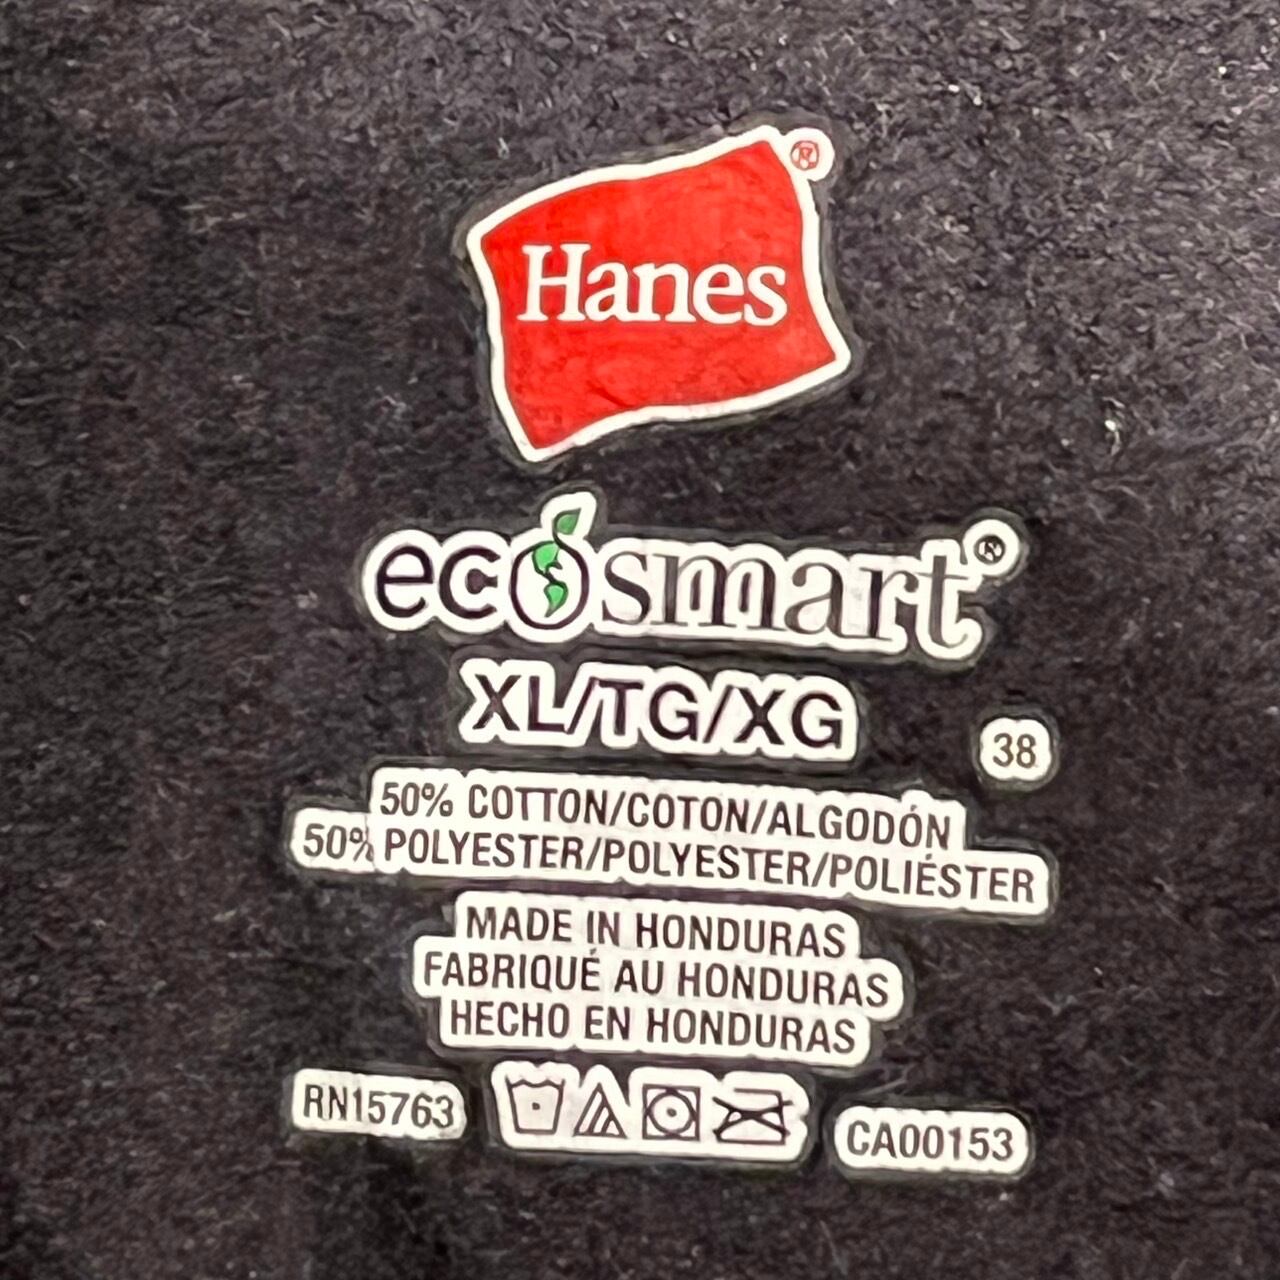 Hanes®
ecosmart®
XL/TG/XG
38
50% COTTON/COTON/ALGODÓN
50% POLYESTER/POLYESTER/POLIÉSTER
MADE IN HONDURAS
FABRIQUÉ AU HONDURAS
HECHO EN HONDURAS
RN15763 CA00153